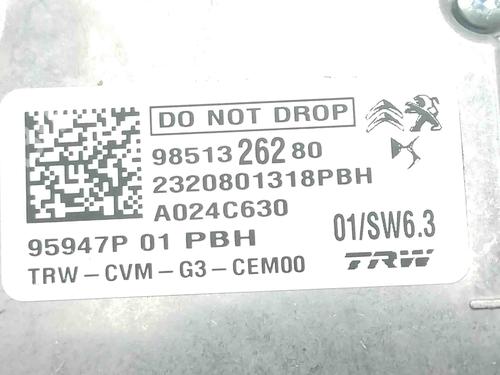 DO NOT DROP
98513 262 80
2320801318PBH
A024C630
95947P 01 PBH
01/SW6.3
TRW-CVM-G3-CEM00
TRW